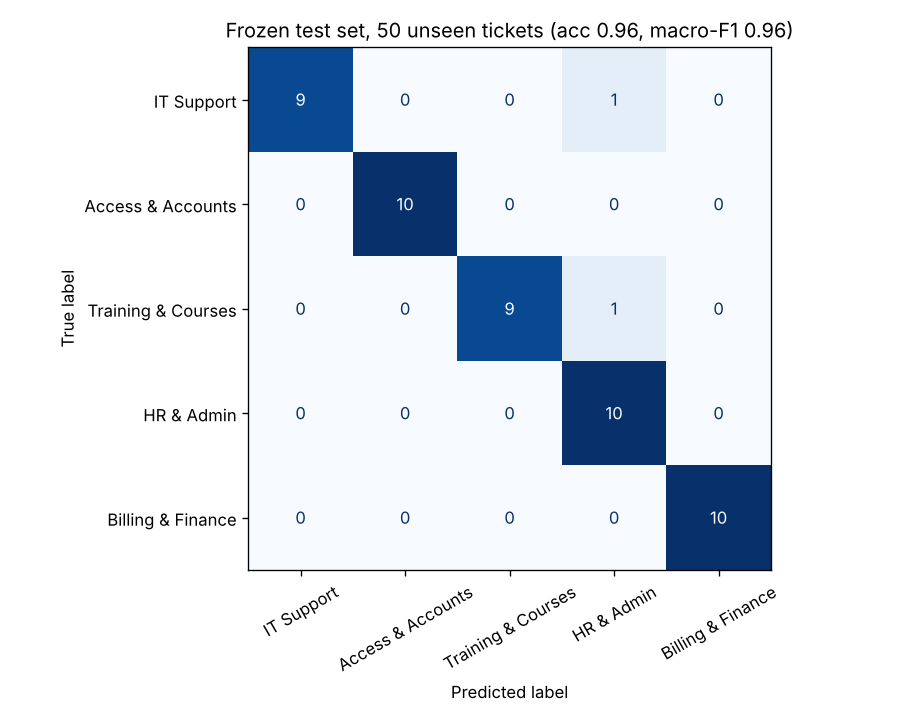 Frozen test set, 50 unseen tickets (acc 0.96, macro-F1 0.96)
IT Support 9 0 0 1 0
Access & Accounts 0 10 0 0 0
True label
Training & Courses 0 0 9 1 0
HR & Admin 0 0 0 10 0
Billing & Finance 0 0 0 0 10
IT Support Access & Accounts Training & Courses HR & Admin Billing & Finance
Predicted label